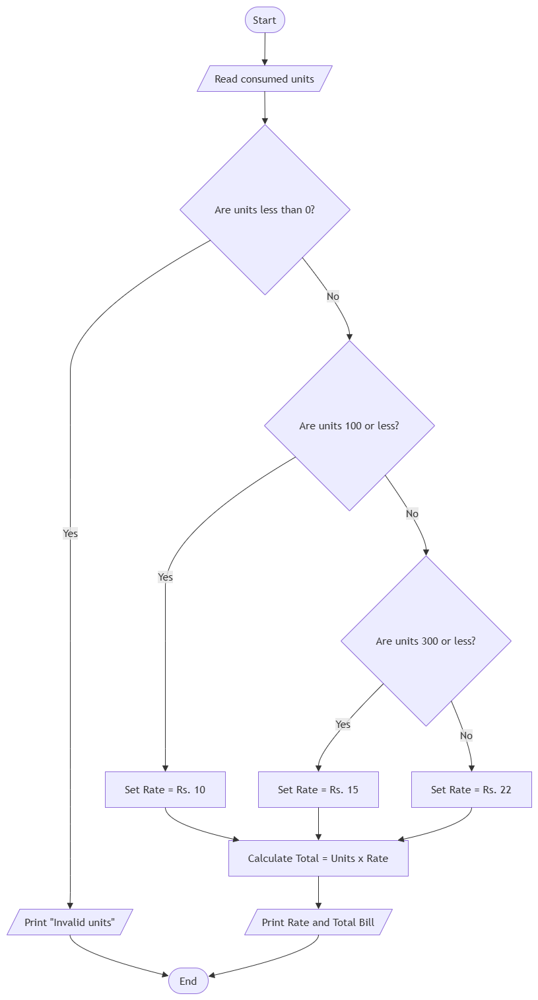 Start
Read consumed units
Are units less than 0?
No
Are units 100 or less?
No
Yes
Yes
Are units 300 or less?
Yes
No
Set Rate = Rs. 10
Set Rate = Rs. 15
Set Rate = Rs. 22
Calculate Total = Units x Rate
Print "Invalid units"
Print Rate and Total Bill
End